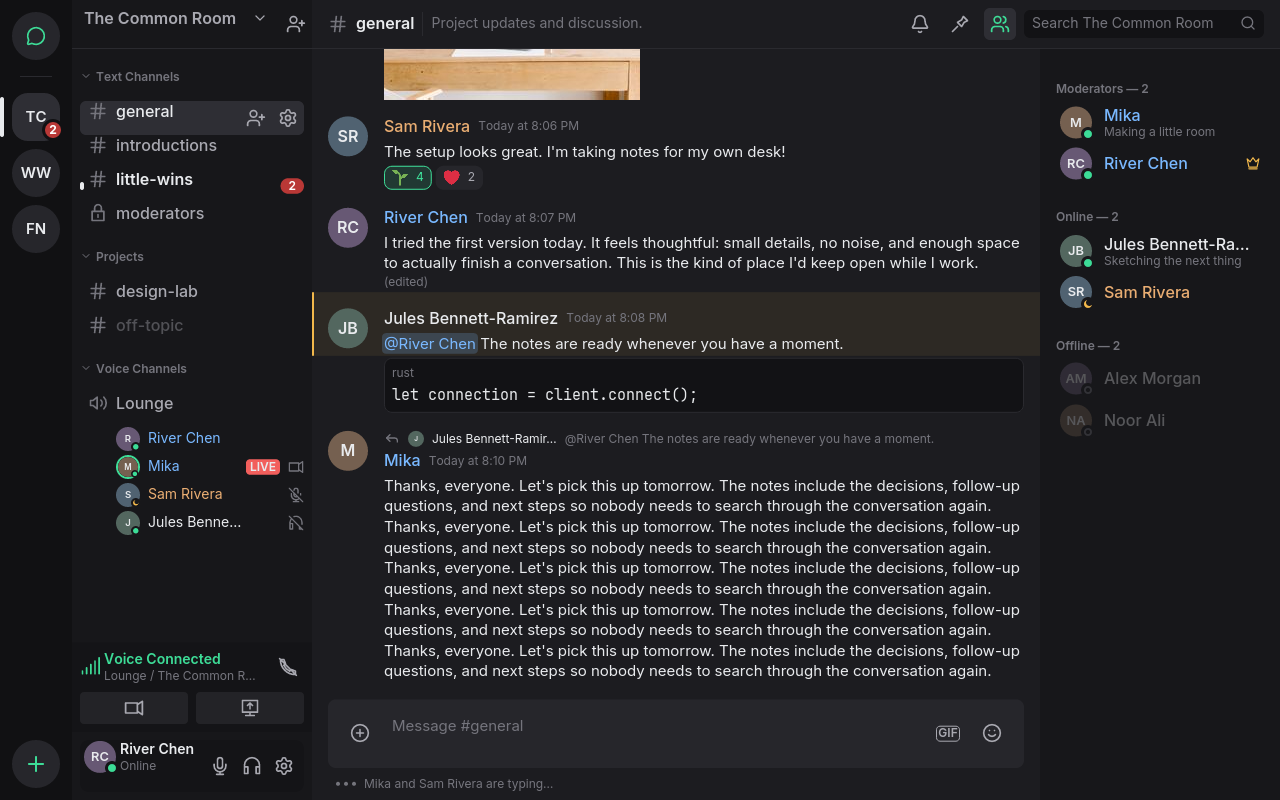 The Common Room
general
Project updates and discussion.
Search The Common Room
TC
2
WW
FN
Text Channels
general
introductions
little-wins
2
moderators
Projects
design-lab
off-topic
Voice Channels
Lounge
R
River Chen
M
Mika
LIVE
S
Sam Rivera
J
Jules Benne...
Voice Connected
Lounge / The Common R...
RC
River Chen
Online
SR
Sam Rivera Today at 8:06 PM
The setup looks great. I'm taking notes for my own desk!
4
2
RC
River Chen Today at 8:07 PM
I tried the first version today. It feels thoughtful: small details, no noise, and enough space
to actually finish a conversation. This is the kind of place I'd keep open while I work.
(edited)
JB
Jules Bennett-Ramirez Today at 8:08 PM
@River Chen The notes are ready whenever you have a moment.
rust
let connection = client.connect();
J
Jules Bennett-Ramir... @River Chen The notes are ready whenever you have a moment.
M
Mika Today at 8:10 PM
Thanks, everyone. Let's pick this up tomorrow. The notes include the decisions, follow-up
questions, and next steps so nobody needs to search through the conversation again.
Thanks, everyone. Let's pick this up tomorrow. The notes include the decisions, follow-up
questions, and next steps so nobody needs to search through the conversation again.
Thanks, everyone. Let's pick this up tomorrow. The notes include the decisions, follow-up
questions, and next steps so nobody needs to search through the conversation again.
Thanks, everyone. Let's pick this up tomorrow. The notes include the decisions, follow-up
questions, and next steps so nobody needs to search through the conversation again.
Thanks, everyone. Let's pick this up tomorrow. The notes include the decisions, follow-up
questions, and next steps so nobody needs to search through the conversation again.
Message #general
GIF
Mika and Sam Rivera are typing...
Moderators — 2
M
Mika
Making a little room
RC
River Chen
Online — 2
JB
Jules Bennett-Ra...
Sketching the next thing
SR
Sam Rivera
Offline — 2
AM
Alex Morgan
NA
Noor Ali